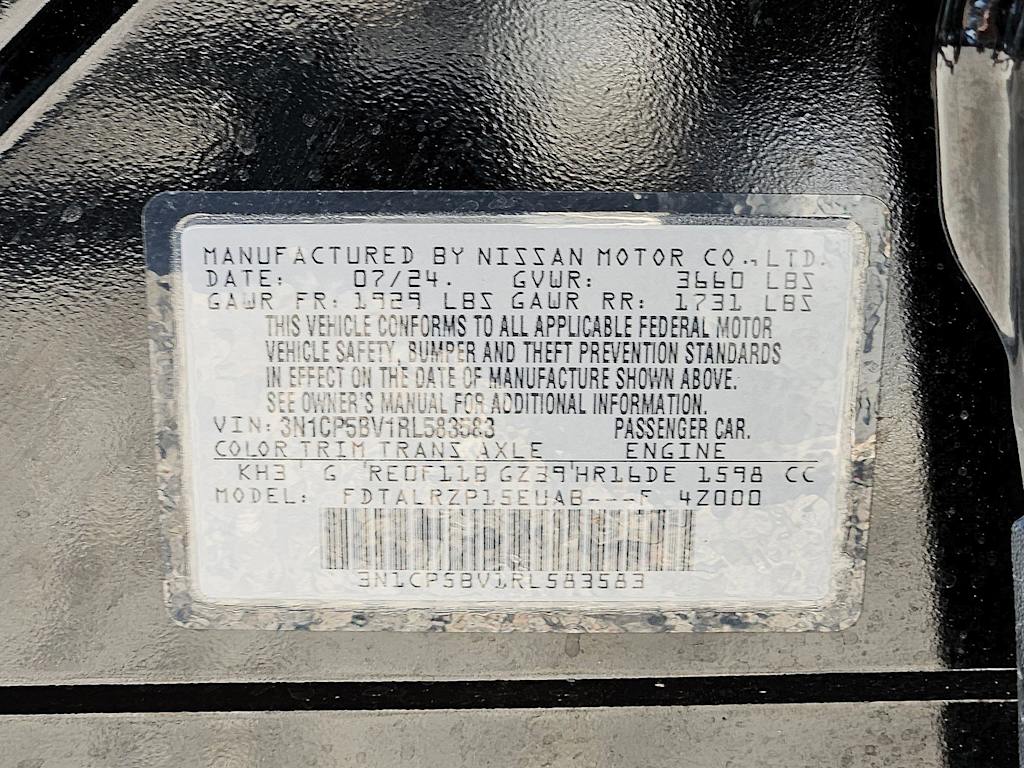 MANUFACTURED BY NISSAN MOTOR CO., LTD.
DATE: 07/24. GVWR: 3660 LBS
GAWR FR: 1929 LBS GAWR RR: 1731 LBS
THIS VEHICLE CONFORMS TO ALL APPLICABLE FEDERAL MOTOR
VEHICLE SAFETY, BUMPER AND THEFT PREVENTION STANDARDS
IN EFFECT ON THE DATE OF MANUFACTURE SHOWN ABOVE.
SEE OWNER'S MANUAL FOR ADDITIONAL INFORMATION.
VIN: 3N1CP5BV1RL583583 PASSENGER CAR.
COLOR TRIM TRANS AXLE ENGINE
KH3 G RE0F11B GZ39 HR16DE 1598 CC
MODEL: FDTALRZP15EUAB---F 4Z000
3N1CP5BV1RL583583